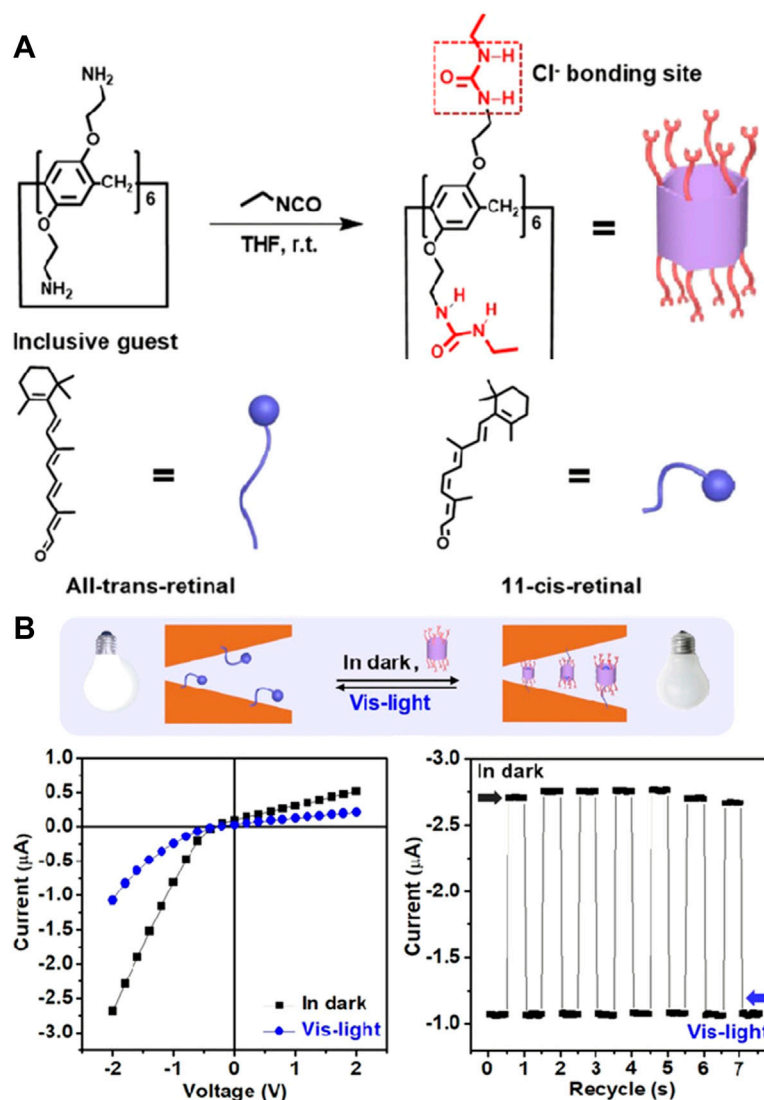 A
NH2
O
CH2
6
O
NH2
NCO
THF, r.t.
N-H
O
N-H
Cl- bonding site
O
CH2
6
O
H
N
H
N
O
=
Inclusive guest
O
=
All-trans-retinal
O
=
11-cis-retinal
B
In dark,
Vis-light
1.0
0.5
0.0
-0.5
-1.0
-1.5
-2.0
-2.5
-3.0
Current (μA)
In dark
Vis-light
-2 -1 0 1 2
Voltage (V)
-3.0
-2.5
-2.0
-1.5
-1.0
Current (μA)
In dark
Vis-light
0 1 2 3 4 5 6 7
Recycle (s)